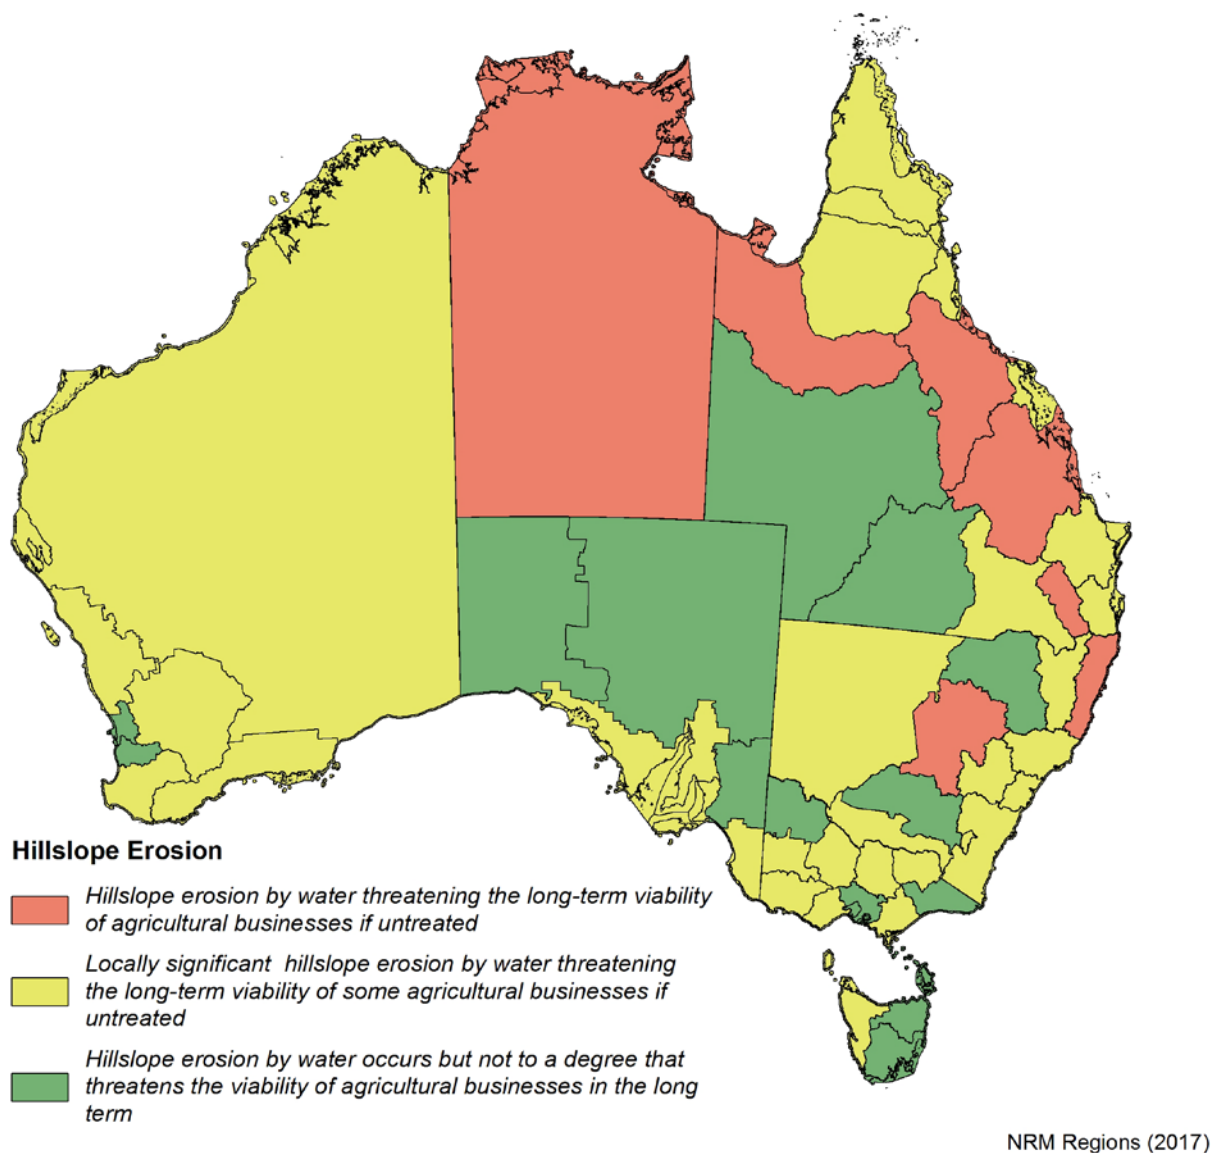 Hillslope Erosion
Hillslope erosion by water threatening the long-term viability
of agricultural businesses if untreated
Locally significant  hillslope erosion by water threatening
the long-term viability of some agricultural businesses if
untreated
Hillslope erosion by water occurs but not to a degree that
threatens the viability of agricultural businesses in the long
term
NRM Regions (2017)